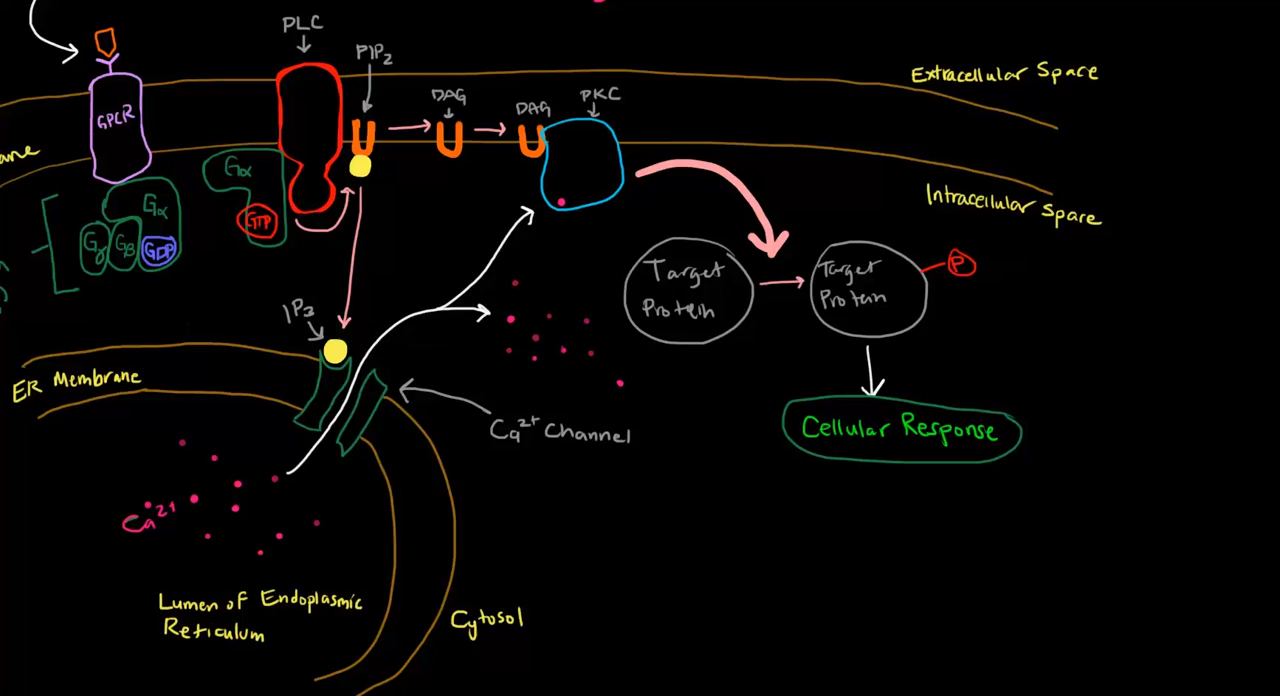 PLC
PIP2
Extracellular Space
DAG
DAG
PKC
GPCR
Gα
Intracellular Space
Gα
GTP
Gγ
Gβ
GDP
Target
Protein
Target
Protein
P
IP3
ER Membrane
Ca2+ Channel
Cellular Response
Ca2+
Lumen of Endoplasmic
Reticulum
Cytosol